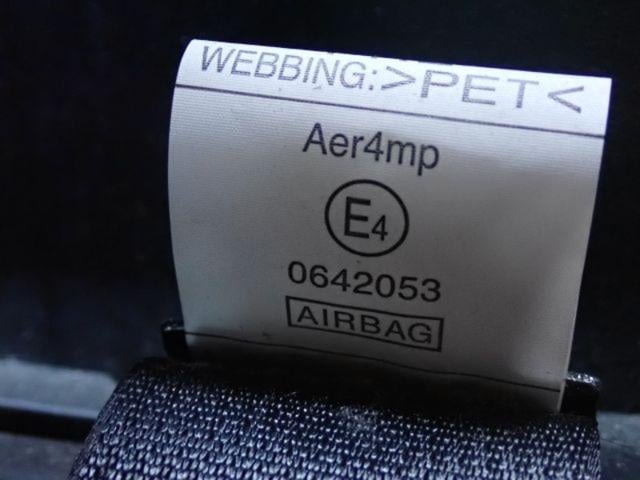 WEBBING:>PET<
Aer4mp
E4
0642053
AIRBAG